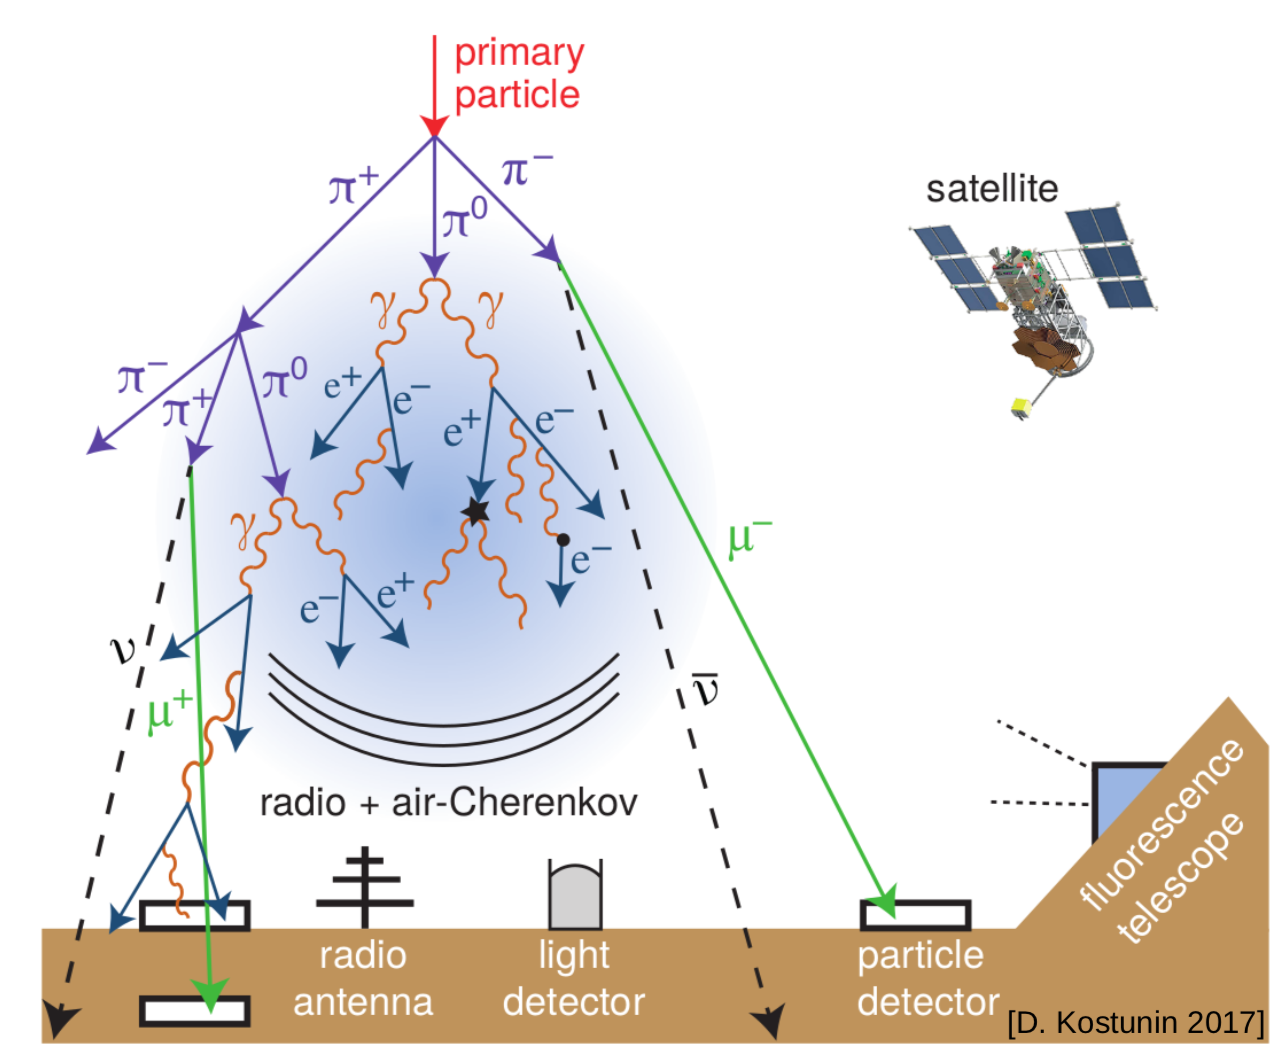 primary
particle
π⁺
π⁻
π⁰
satellite
γ
γ
π⁻
π⁺
π⁰
e⁺
e⁻
e⁺
e⁻
γ
e⁻
e⁺
e⁻
μ⁻
ν
μ⁺
ν̅
radio + air-Cherenkov
fluorescence
telescope
radio
antenna
light
detector
particle
detector
[D. Kostunin 2017]